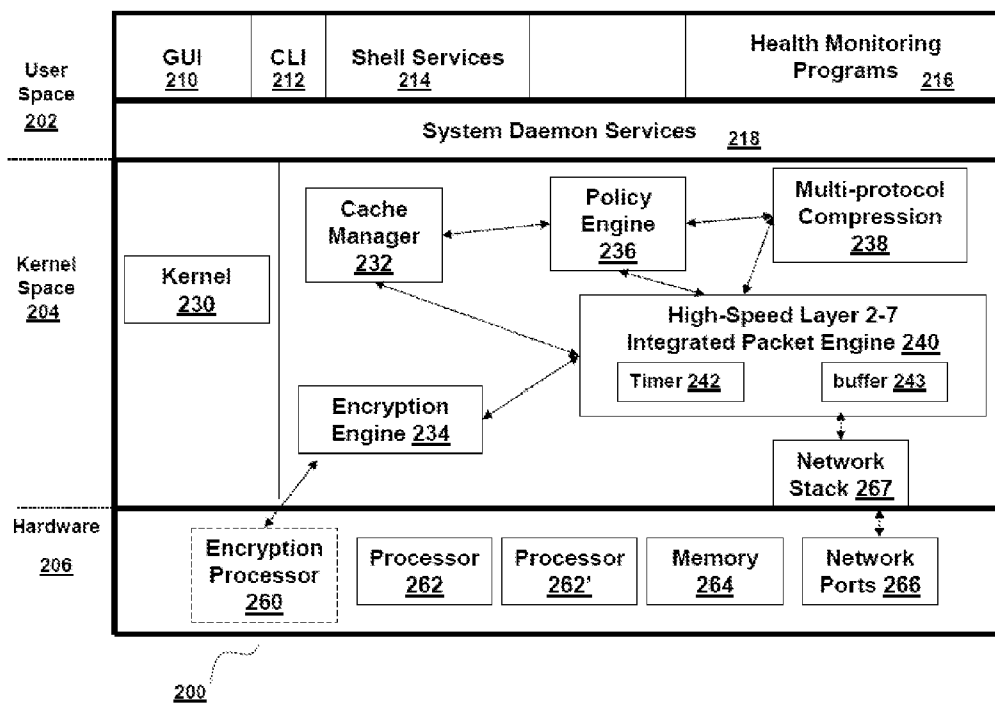 User
Space
202
GUI
210
CLI
212
Shell Services
214
Health Monitoring
Programs
216
System Daemon Services
218
Kernel
Space
204
Kernel
230
Cache
Manager
232
Policy
Engine
236
Multi-protocol
Compression
238
High-Speed Layer 2-7
Integrated Packet Engine 240
Timer 242
buffer 243
Encryption
Engine 234
Network
Stack 267
Hardware
206
Encryption
Processor
260
Processor
262
Processor
262'
Memory
264
Network
Ports 266
200